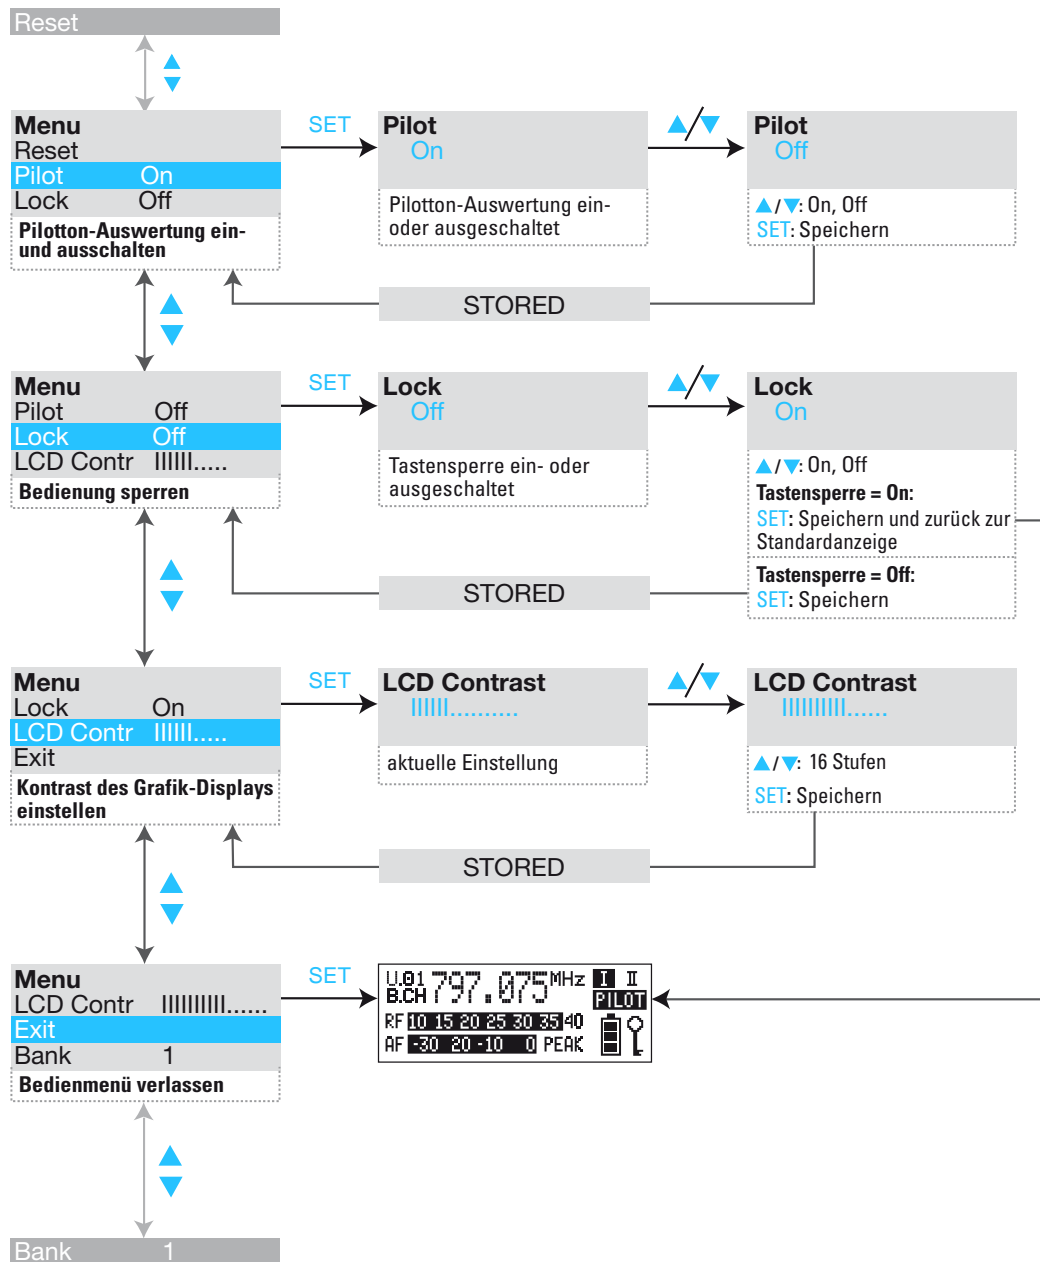 Reset
Menu
Reset
Pilot On
Lock Off
Pilotton-Auswertung ein-
und ausschalten
SET
Pilot
On
Pilotton-Auswertung ein-
oder ausgeschaltet
▲/▼
Pilot
Off
▲/▼: On, Off
SET: Speichern
STORED
▲
▼
Menu
Pilot Off
Lock Off
LCD Contr IIIIII.....
Bedienung sperren
SET
Lock
Off
Tastensperre ein- oder
ausgeschaltet
▲/▼
Lock
On
▲/▼: On, Off
Tastensperre = On:
SET: Speichern und zurück zur
Standardanzeige
Tastensperre = Off:
SET: Speichern
STORED
Menu
Lock On
LCD Contr IIIIII.....
Exit
Kontrast des Grafik-Displays
einstellen
SET
LCD Contrast
IIIIII..........
aktuelle Einstellung
▲/▼
LCD Contrast
IIIIIIIIII......
▲/▼: 16 Stufen
SET: Speichern
STORED
Menu
LCD Contr IIIIIIIIII......
Exit
Bank 1
Bedienmenü verlassen
SET
U.01 797.075 MHz I II
B.CH PILOT
RF 10 15 20 25 30 35 40
AF -30 20 -10 0 PEAK
Bank 1